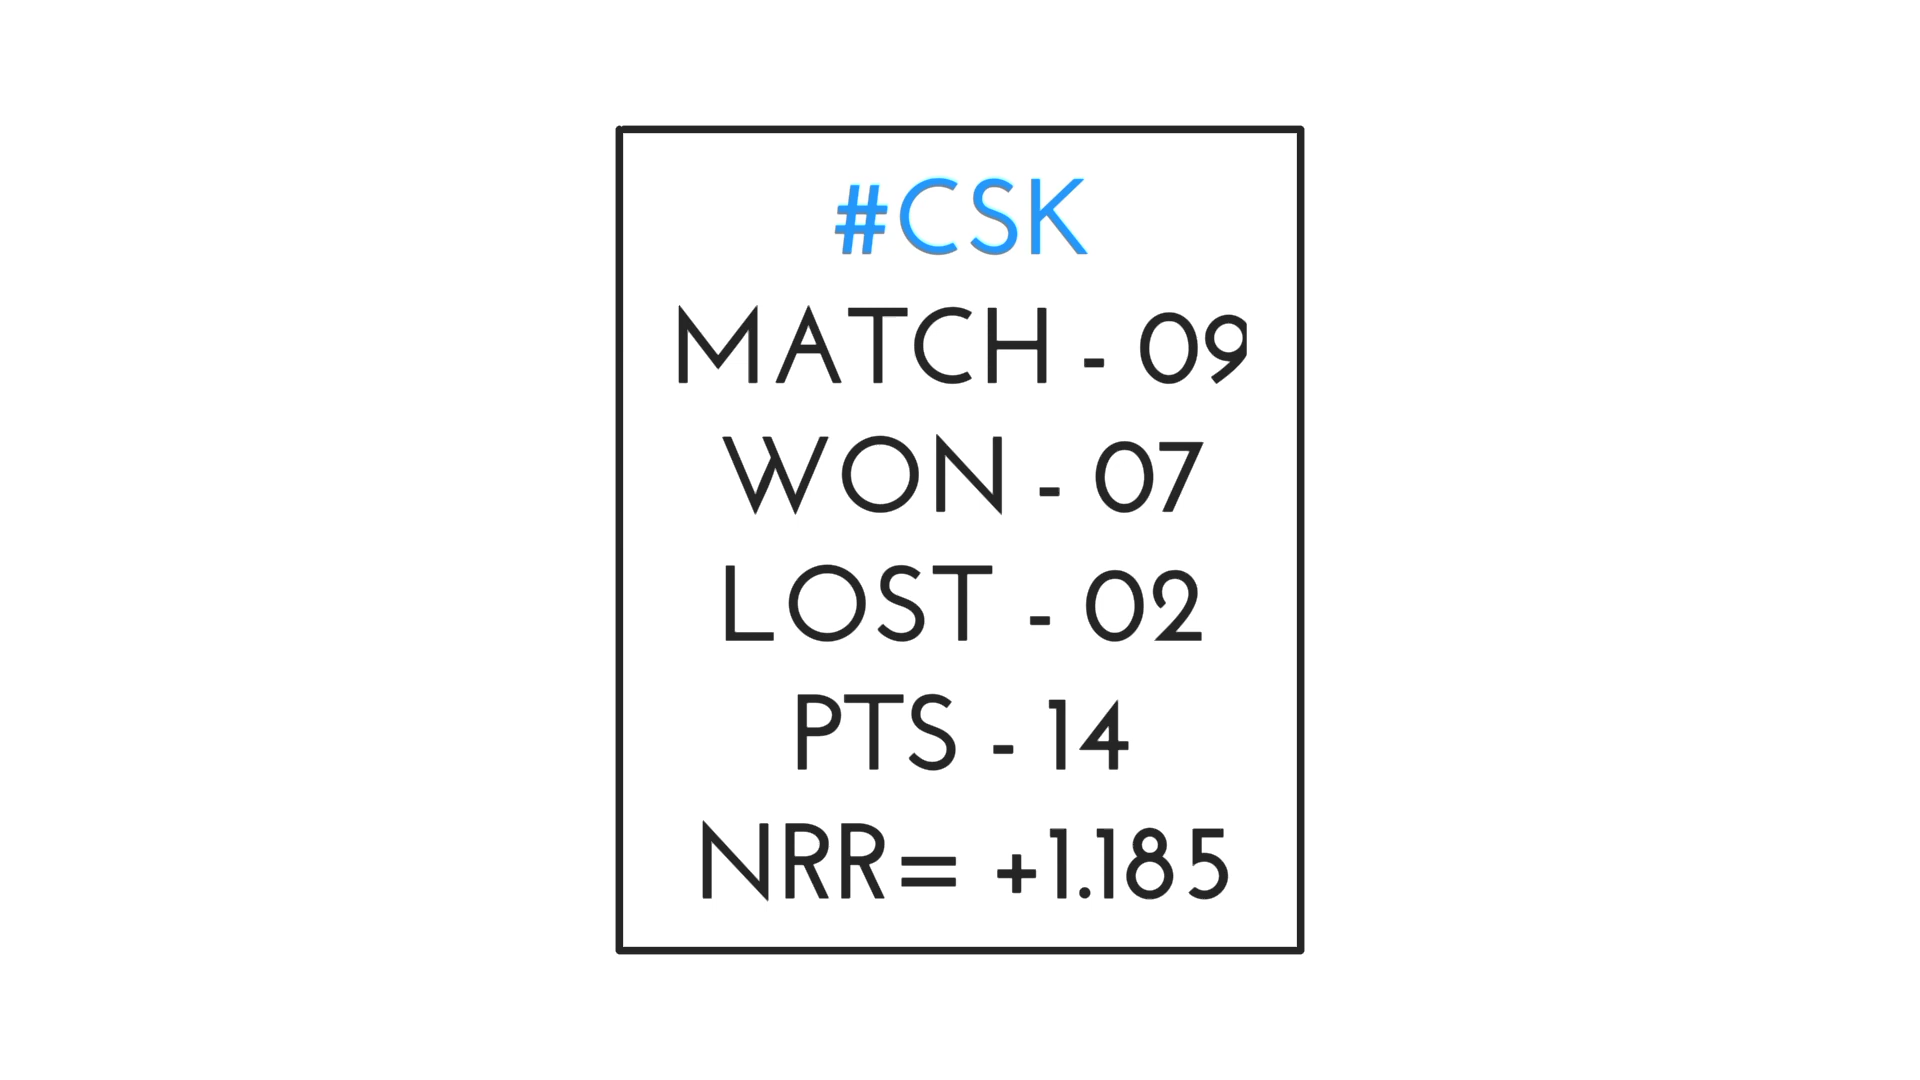 #CSK
MATCH - 09
WON - 07
LOST - 02
PTS - 14
NRR= +1.185